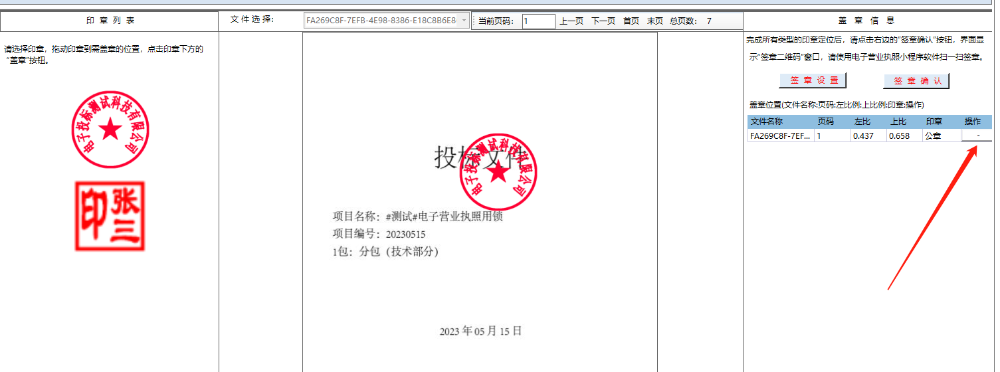 印 章 列 表
文 件 选 择：
FA269C8F-7EFB-4E98-8386-E18C8B6E8
当前页码： 1 上一页 下一页 首页 末页 总页数： 7
盖 章 信 息
请选择印章，拖动印章到需盖章的位置，点击印章下方的
“盖章”按钮。
电子投标测试科技有限公司
张三
印
投标文件
电子投标测试科技有限公司
项目名称：#测试#电子营业执照用锁
项目编号：20230515
1包：分包（技术部分）
2023 年 05 月 15 日
完成所有类型的印章定位后，请点击右边的“签章确认”按钮，界面显
示“签章二维码”窗口，请使用电子营业执照小程序软件扫一扫签章。
签 章 设 置 签 章 确 认
盖章位置(文件名称:页码:左比例:上比例:印章:操作)
文件名称 页码 左比 上比 印章 操作
FA269C8F-7EF... 1 0.437 0.658 公章 -